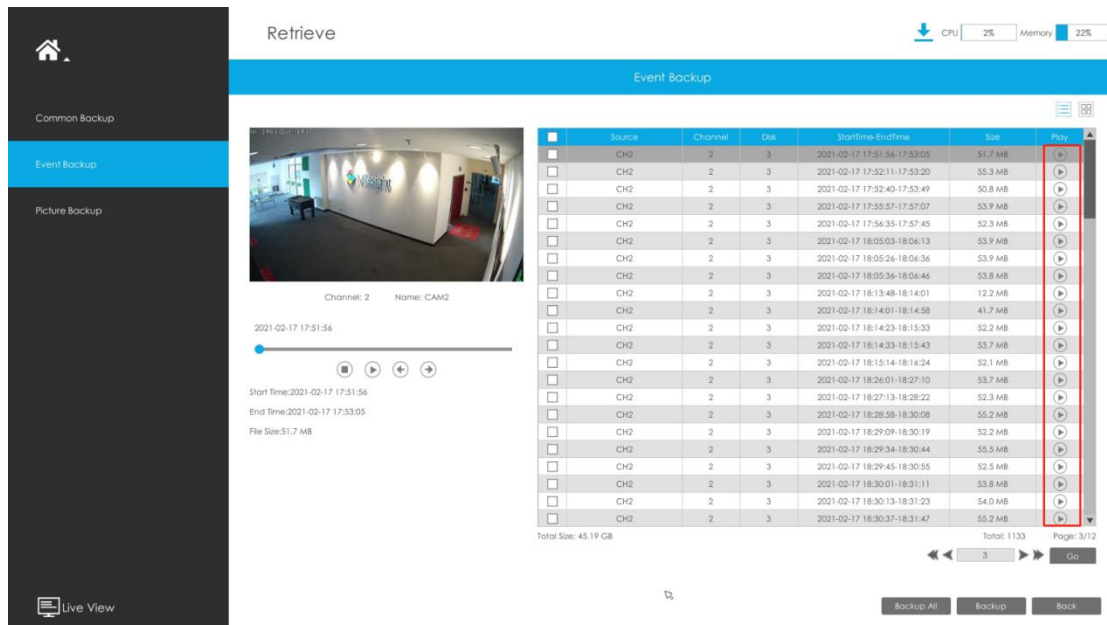 Retrieve
CPU 2% Memory 22%
Event Backup
Common Backup
Event Backup
Picture Backup
Milesight
Channel: 2 Name: CAM2
2021-02-17 17:51:56
Start Time:2021-02-17 17:51:56
End Time:2021-02-17 17:53:05
File Size:51.7 MB
Source Channel Disk StartTime-EndTime Size Play
CH2 2 3 2021-02-17 17:51:56-17:53:05 51.7 MB
CH2 2 3 2021-02-17 17:52:11-17:53:20 55.3 MB
CH2 2 3 2021-02-17 17:52:40-17:53:49 50.8 MB
CH2 2 3 2021-02-17 17:55:57-17:57:07 53.9 MB
CH2 2 3 2021-02-17 17:56:35-17:57:45 52.3 MB
CH2 2 3 2021-02-17 18:05:03-18:06:13 53.9 MB
CH2 2 3 2021-02-17 18:05:26-18:06:36 53.9 MB
CH2 2 3 2021-02-17 18:05:36-18:06:46 53.8 MB
CH2 2 3 2021-02-17 18:13:48-18:14:01 12.2 MB
CH2 2 3 2021-02-17 18:14:01-18:14:58 41.7 MB
CH2 2 3 2021-02-17 18:14:23-18:15:33 52.2 MB
CH2 2 3 2021-02-17 18:14:33-18:15:43 53.7 MB
CH2 2 3 2021-02-17 18:15:14-18:16:24 52.1 MB
CH2 2 3 2021-02-17 18:26:01-18:27:10 53.7 MB
CH2 2 3 2021-02-17 18:27:13-18:28:22 52.3 MB
CH2 2 3 2021-02-17 18:28:58-18:30:08 55.2 MB
CH2 2 3 2021-02-17 18:29:09-18:30:19 52.2 MB
CH2 2 3 2021-02-17 18:29:34-18:30:44 55.5 MB
CH2 2 3 2021-02-17 18:29:45-18:30:55 52.5 MB
CH2 2 3 2021-02-17 18:30:01-18:31:11 53.8 MB
CH2 2 3 2021-02-17 18:30:13-18:31:23 54.0 MB
CH2 2 3 2021-02-17 18:30:37-18:31:47 55.2 MB
Total Size: 45.19 GB Total: 1133 Page: 3/12
3 Go
Live View
Backup All Backup Back